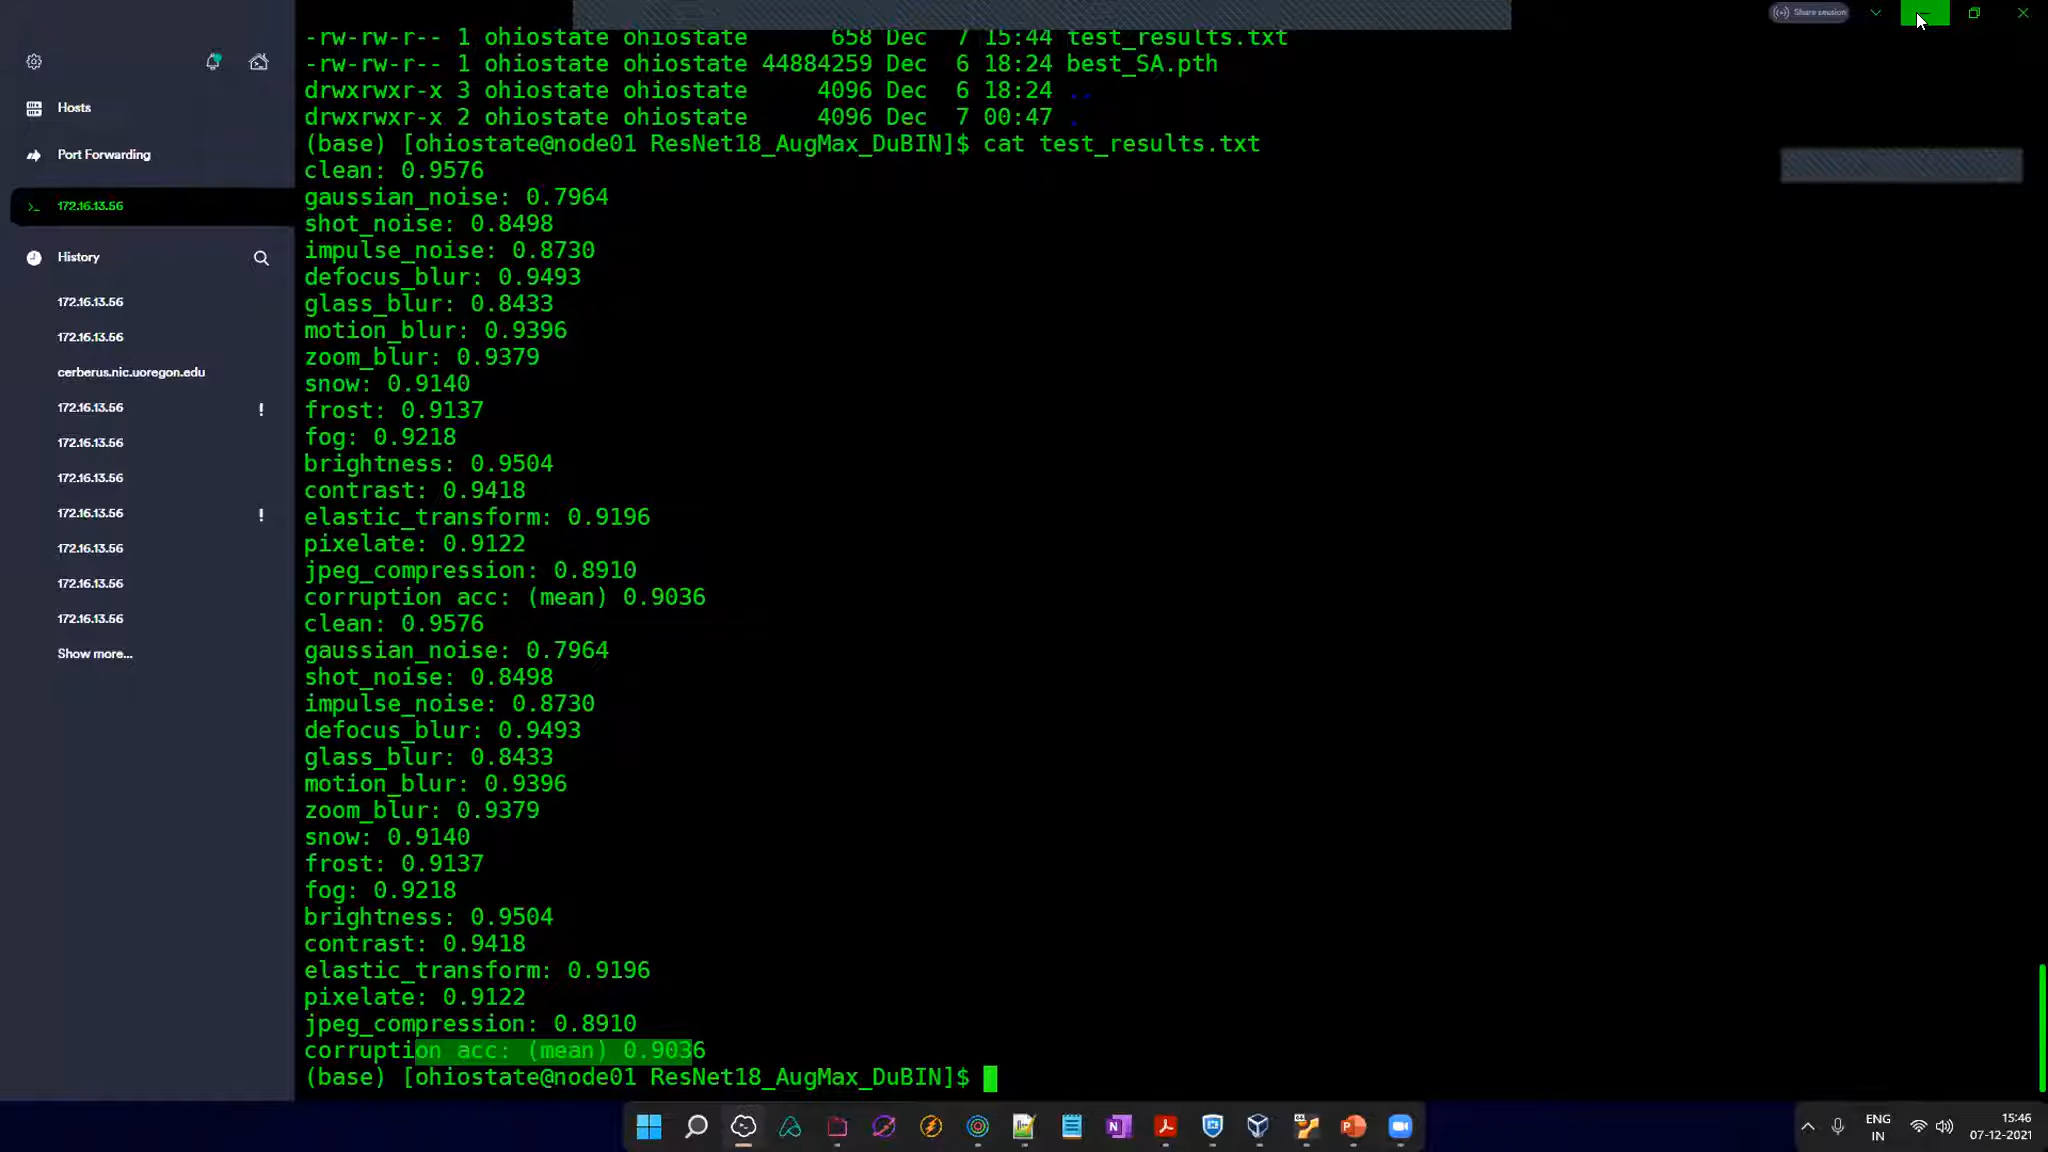 Share session
-rw-rw-r-- 1 ohiostate ohiostate 658 Dec 7 15:44 test_results.txt
-rw-rw-r-- 1 ohiostate ohiostate 44884259 Dec 6 18:24 best_SA.pth
drwxrwxr-x 3 ohiostate ohiostate 4096 Dec 6 18:24 ..
drwxrwxr-x 2 ohiostate ohiostate 4096 Dec 7 00:47 .
(base) [ohiostate@node01 ResNet18_AugMax_DuBIN]$ cat test_results.txt
clean: 0.9576
gaussian_noise: 0.7964
shot_noise: 0.8498
impulse_noise: 0.8730
defocus_blur: 0.9493
glass_blur: 0.8433
motion_blur: 0.9396
zoom_blur: 0.9379
snow: 0.9140
frost: 0.9137
fog: 0.9218
brightness: 0.9504
contrast: 0.9418
elastic_transform: 0.9196
pixelate: 0.9122
jpeg_compression: 0.8910
corruption acc: (mean) 0.9036
clean: 0.9576
gaussian_noise: 0.7964
shot_noise: 0.8498
impulse_noise: 0.8730
defocus_blur: 0.9493
glass_blur: 0.8433
motion_blur: 0.9396
zoom_blur: 0.9379
snow: 0.9140
frost: 0.9137
fog: 0.9218
brightness: 0.9504
contrast: 0.9418
elastic_transform: 0.9196
pixelate: 0.9122
jpeg_compression: 0.8910
corruption acc: (mean) 0.9036
(base) [ohiostate@node01 ResNet18_AugMax_DuBIN]$
Hosts
Port Forwarding
172.16.13.56
History
172.16.13.56
172.16.13.56
cerberus.nic.uoregon.edu
172.16.13.56 !
172.16.13.56
172.16.13.56
172.16.13.56 !
172.16.13.56
172.16.13.56
172.16.13.56
Show more...
ENG
IN
15:46
07-12-2021